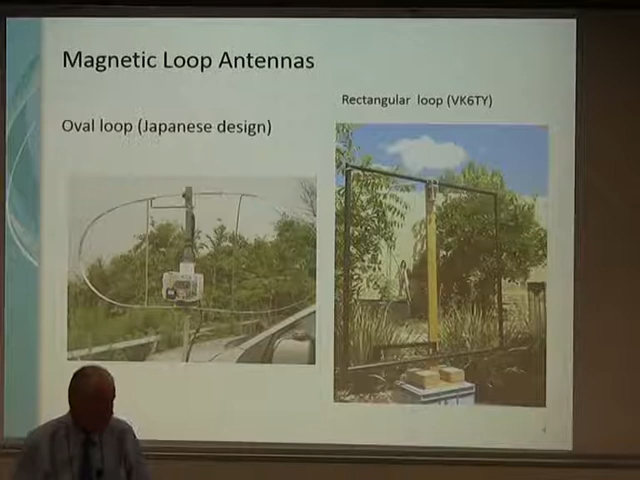 Magnetic Loop Antennas
Rectangular loop (VK6TY)
Oval loop (Japanese design)